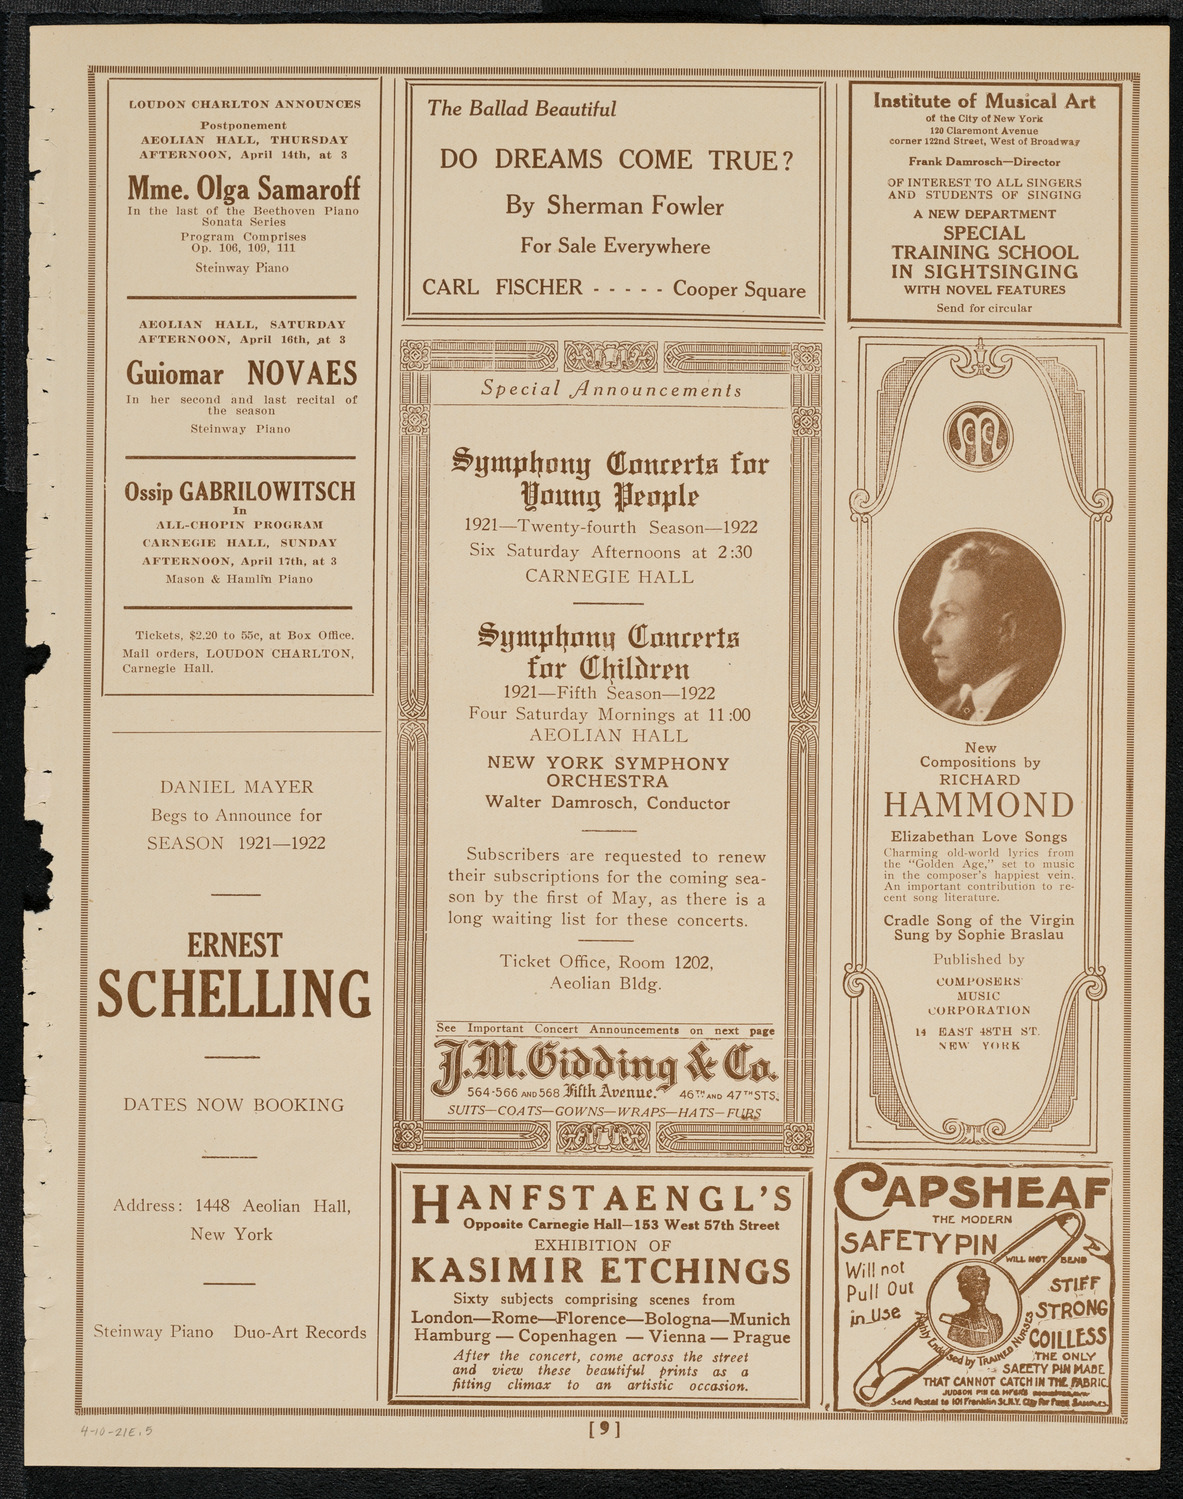 LOUDON CHARLTON ANNOUNCES
Postponement
AEOLIAN HALL, THURSDAY
AFTERNOON, April 14th, at 3
Mme. Olga Samaroff
In the last of the Beethoven Piano
Sonata Series
Program Comprises
Op. 106, 109, 111
Steinway Piano
AEOLIAN HALL, SATURDAY
AFTERNOON, April 16th, at 3
Guiomar NOVAES
In her second and last recital of
the season
Steinway Piano
Ossip GABRILOWITSCH
In
ALL-CHOPIN PROGRAM
CARNEGIE HALL, SUNDAY
AFTERNOON, April 17th, at 3
Mason & Hamlin Piano
Tickets, $2.20 to 55c, at Box Office.
Mail orders, LOUDON CHARLTON,
Carnegie Hall.
DANIEL MAYER
Begs to Announce for
SEASON 1921—1922
ERNEST
SCHELLING
DATES NOW BOOKING
Address: 1448 Aeolian Hall,
New York
Steinway Piano Duo-Art Records
The Ballad Beautiful
DO DREAMS COME TRUE?
By Sherman Fowler
For Sale Everywhere
CARL FISCHER - - - - - Cooper Square
Special Announcements
Symphony Concerts for
Young People
1921—Twenty-fourth Season—1922
Six Saturday Afternoons at 2:30
CARNEGIE HALL
Symphony Concerts
for Children
1921—Fifth Season—1922
Four Saturday Mornings at 11:00
AEOLIAN HALL
NEW YORK SYMPHONY
ORCHESTRA
Walter Damrosch, Conductor
Subscribers are requested to renew
their subscriptions for the coming sea-
son by the first of May, as there is a
long waiting list for these concerts.
Ticket Office, Room 1202,
Aeolian Bldg.
See Important Concert Announcements on next page
J.M. Gidding & Co.
564-566 AND 568 Fifth Avenue. 46TH AND 47TH STS.
SUITS—COATS—GOWNS—WRAPS—HATS—FURS
HANFSTAENGL'S
Opposite Carnegie Hall—153 West 57th Street
EXHIBITION OF
KASIMIR ETCHINGS
Sixty subjects comprising scenes from
London—Rome—Florence—Bologna—Munich
Hamburg — Copenhagen — Vienna — Prague
After the concert, come across the street
and view these beautiful prints as a
fitting climax to an artistic occasion.
Institute of Musical Art
of the City of New York
120 Claremont Avenue
corner 122nd Street, West of Broadway
Frank Damrosch—Director
OF INTEREST TO ALL SINGERS
AND STUDENTS OF SINGING
A NEW DEPARTMENT
SPECIAL
TRAINING SCHOOL
IN SIGHTSINGING
WITH NOVEL FEATURES
Send for circular
New
Compositions by
RICHARD
HAMMOND
Elizabethan Love Songs
Charming old-world lyrics from
the "Golden Age," set to music
in the composer's happiest vein.
An important contribution to re-
cent song literature.
Cradle Song of the Virgin
Sung by Sophie Braslau
Published by
COMPOSERS'
MUSIC
CORPORATION
14 EAST 48TH ST.
NEW YORK
CAPSHEAF
THE MODERN
SAFETY PIN
WILL NOT BEND
Will not
Pull Out
in Use
STIFF
STRONG
COILLESS
Highly Endorsed by TRAINED NURSES
THE ONLY
SAFETY PIN MADE
THAT CANNOT CATCH IN THE FABRIC
JUDSON PIN CO. MFGRS.
Send Postal to 101 Franklin St. N.Y. City For Free SAMPLES.
[9]
4-10-21E.5